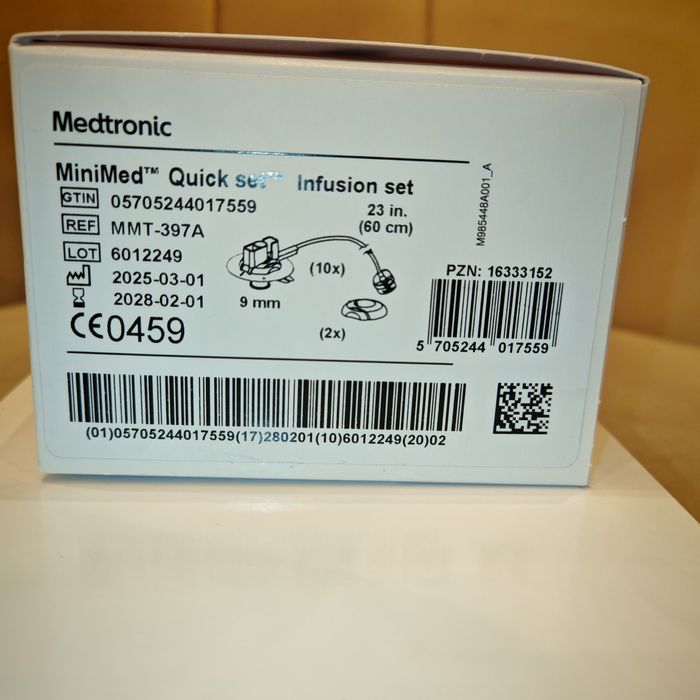 Medtronic
MiniMed™ Quick set™ Infusion set
GTIN 05705244017559
23 in.
(60 cm)
REF MMT-397A
LOT 6012249
2025-03-01
2028-02-01
(10x)
9 mm
(2x)
CE0459
M985448A001_A
PZN: 16333152
5 705244 017559
(01)05705244017559(17)280201(10)6012249(20)02